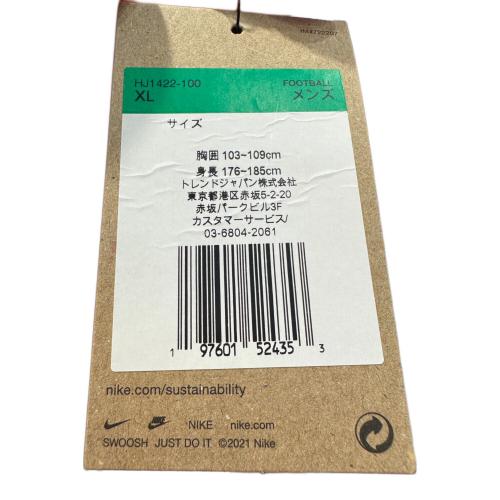 HJ1422-100 FOOTBALL
XL メンズ
サイズ
胸囲 103~109cm
身長 176~185cm
トレンドジャパン株式会社
東京都港区赤坂5-2-20
赤坂パークビル3F
カスタマーサービス/
03-6804-2061
1 97601 52435 3
nike.com/sustainability
NIKE nike.com
SWOOSH JUST DO IT ©2021 Nike